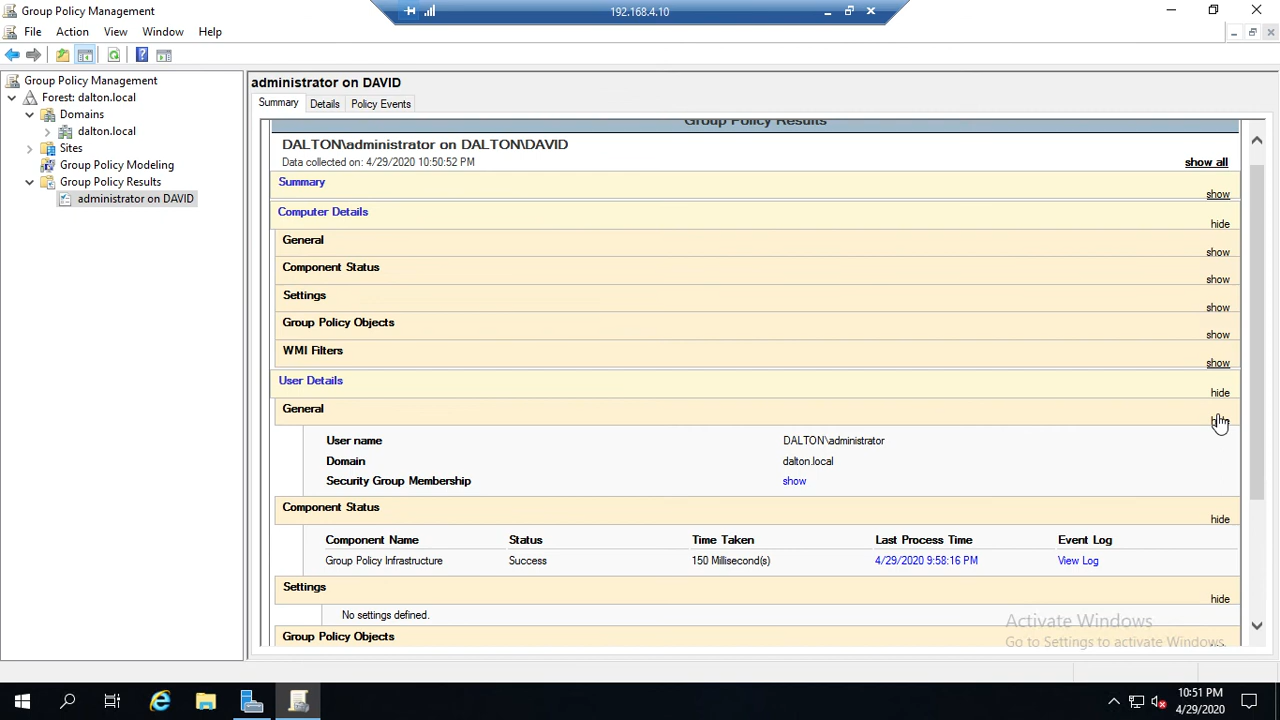 Group Policy Management
192.168.4.10
File Action View Window Help
Group Policy Management
Forest: dalton.local
Domains
dalton.local
Sites
Group Policy Modeling
Group Policy Results
administrator on DAVID
administrator on DAVID
Summary Details Policy Events
Group Policy Results
DALTON\administrator on DALTON\DAVID
Data collected on: 4/29/2020 10:50:52 PM
show all
Summary
show
Computer Details
hide
General
show
Component Status
show
Settings
show
Group Policy Objects
show
WMI Filters
show
User Details
hide
General
User name DALTON\administrator
Domain dalton.local
Security Group Membership show
Component Status
hide
Component Name Status Time Taken Last Process Time Event Log
Group Policy Infrastructure Success 150 Millisecond(s) 4/29/2020 9:58:16 PM View Log
Settings
hide
No settings defined.
Group Policy Objects
Activate Windows
Go to Settings to activate Windows.
10:51 PM
4/29/2020